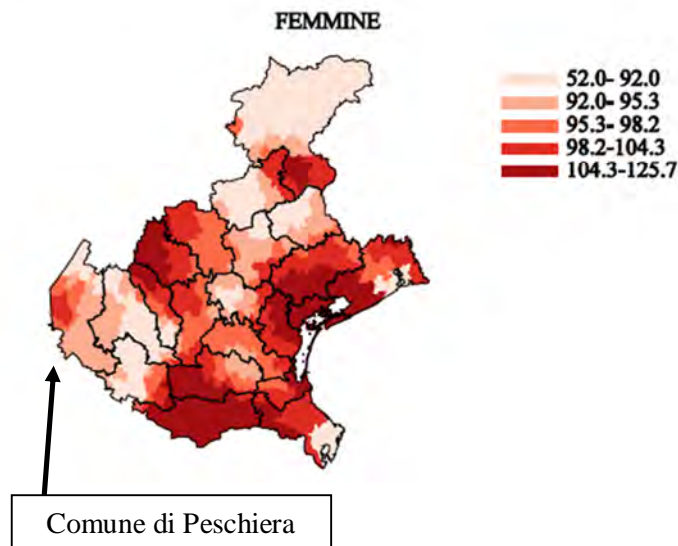 FEMMINE
52.0- 92.0
92.0- 95.3
95.3- 98.2
98.2-104.3
104.3-125.7
Comune di Peschiera